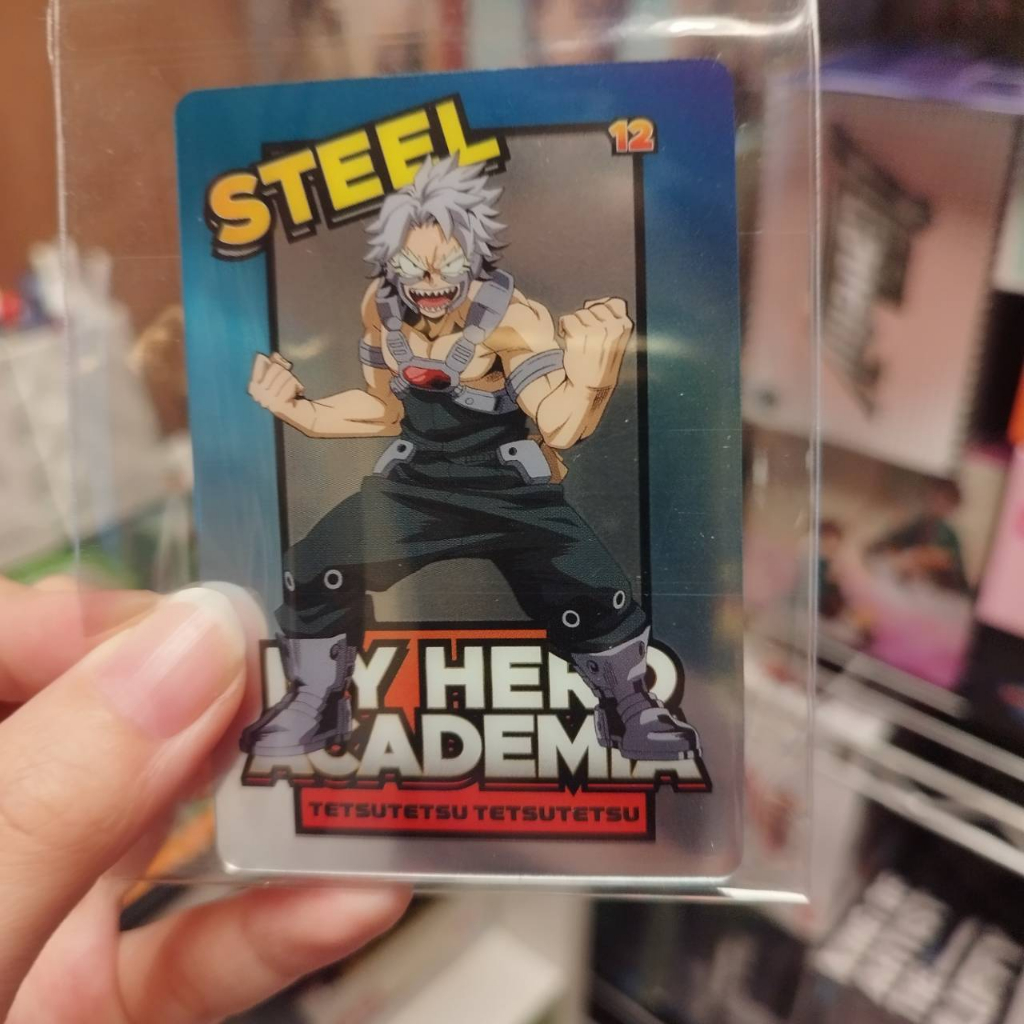 STEEL
12
MY HERO
ACADEMIA
TETSUTETSU TETSUTETSU